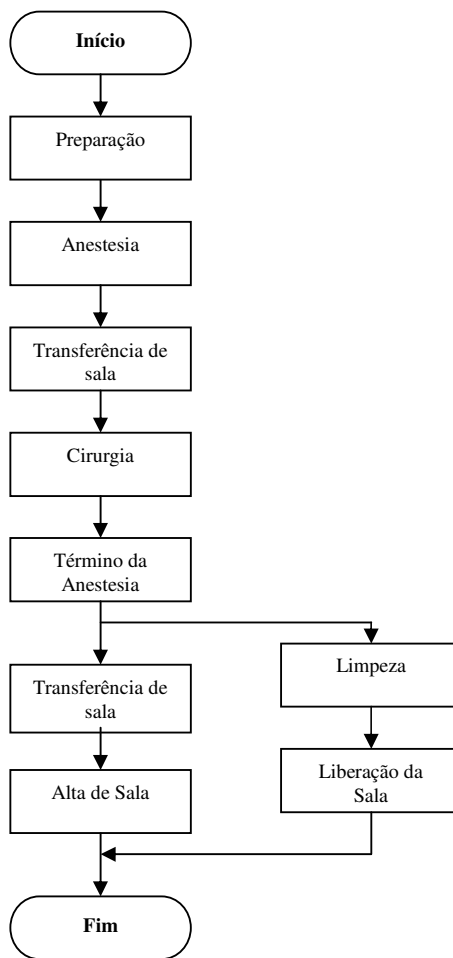 Início
Preparação
Anestesia
Transferência de
sala
Cirurgia
Término da
Anestesia
Transferência de
sala
Alta de Sala
Limpeza
Liberação da
Sala
Fim